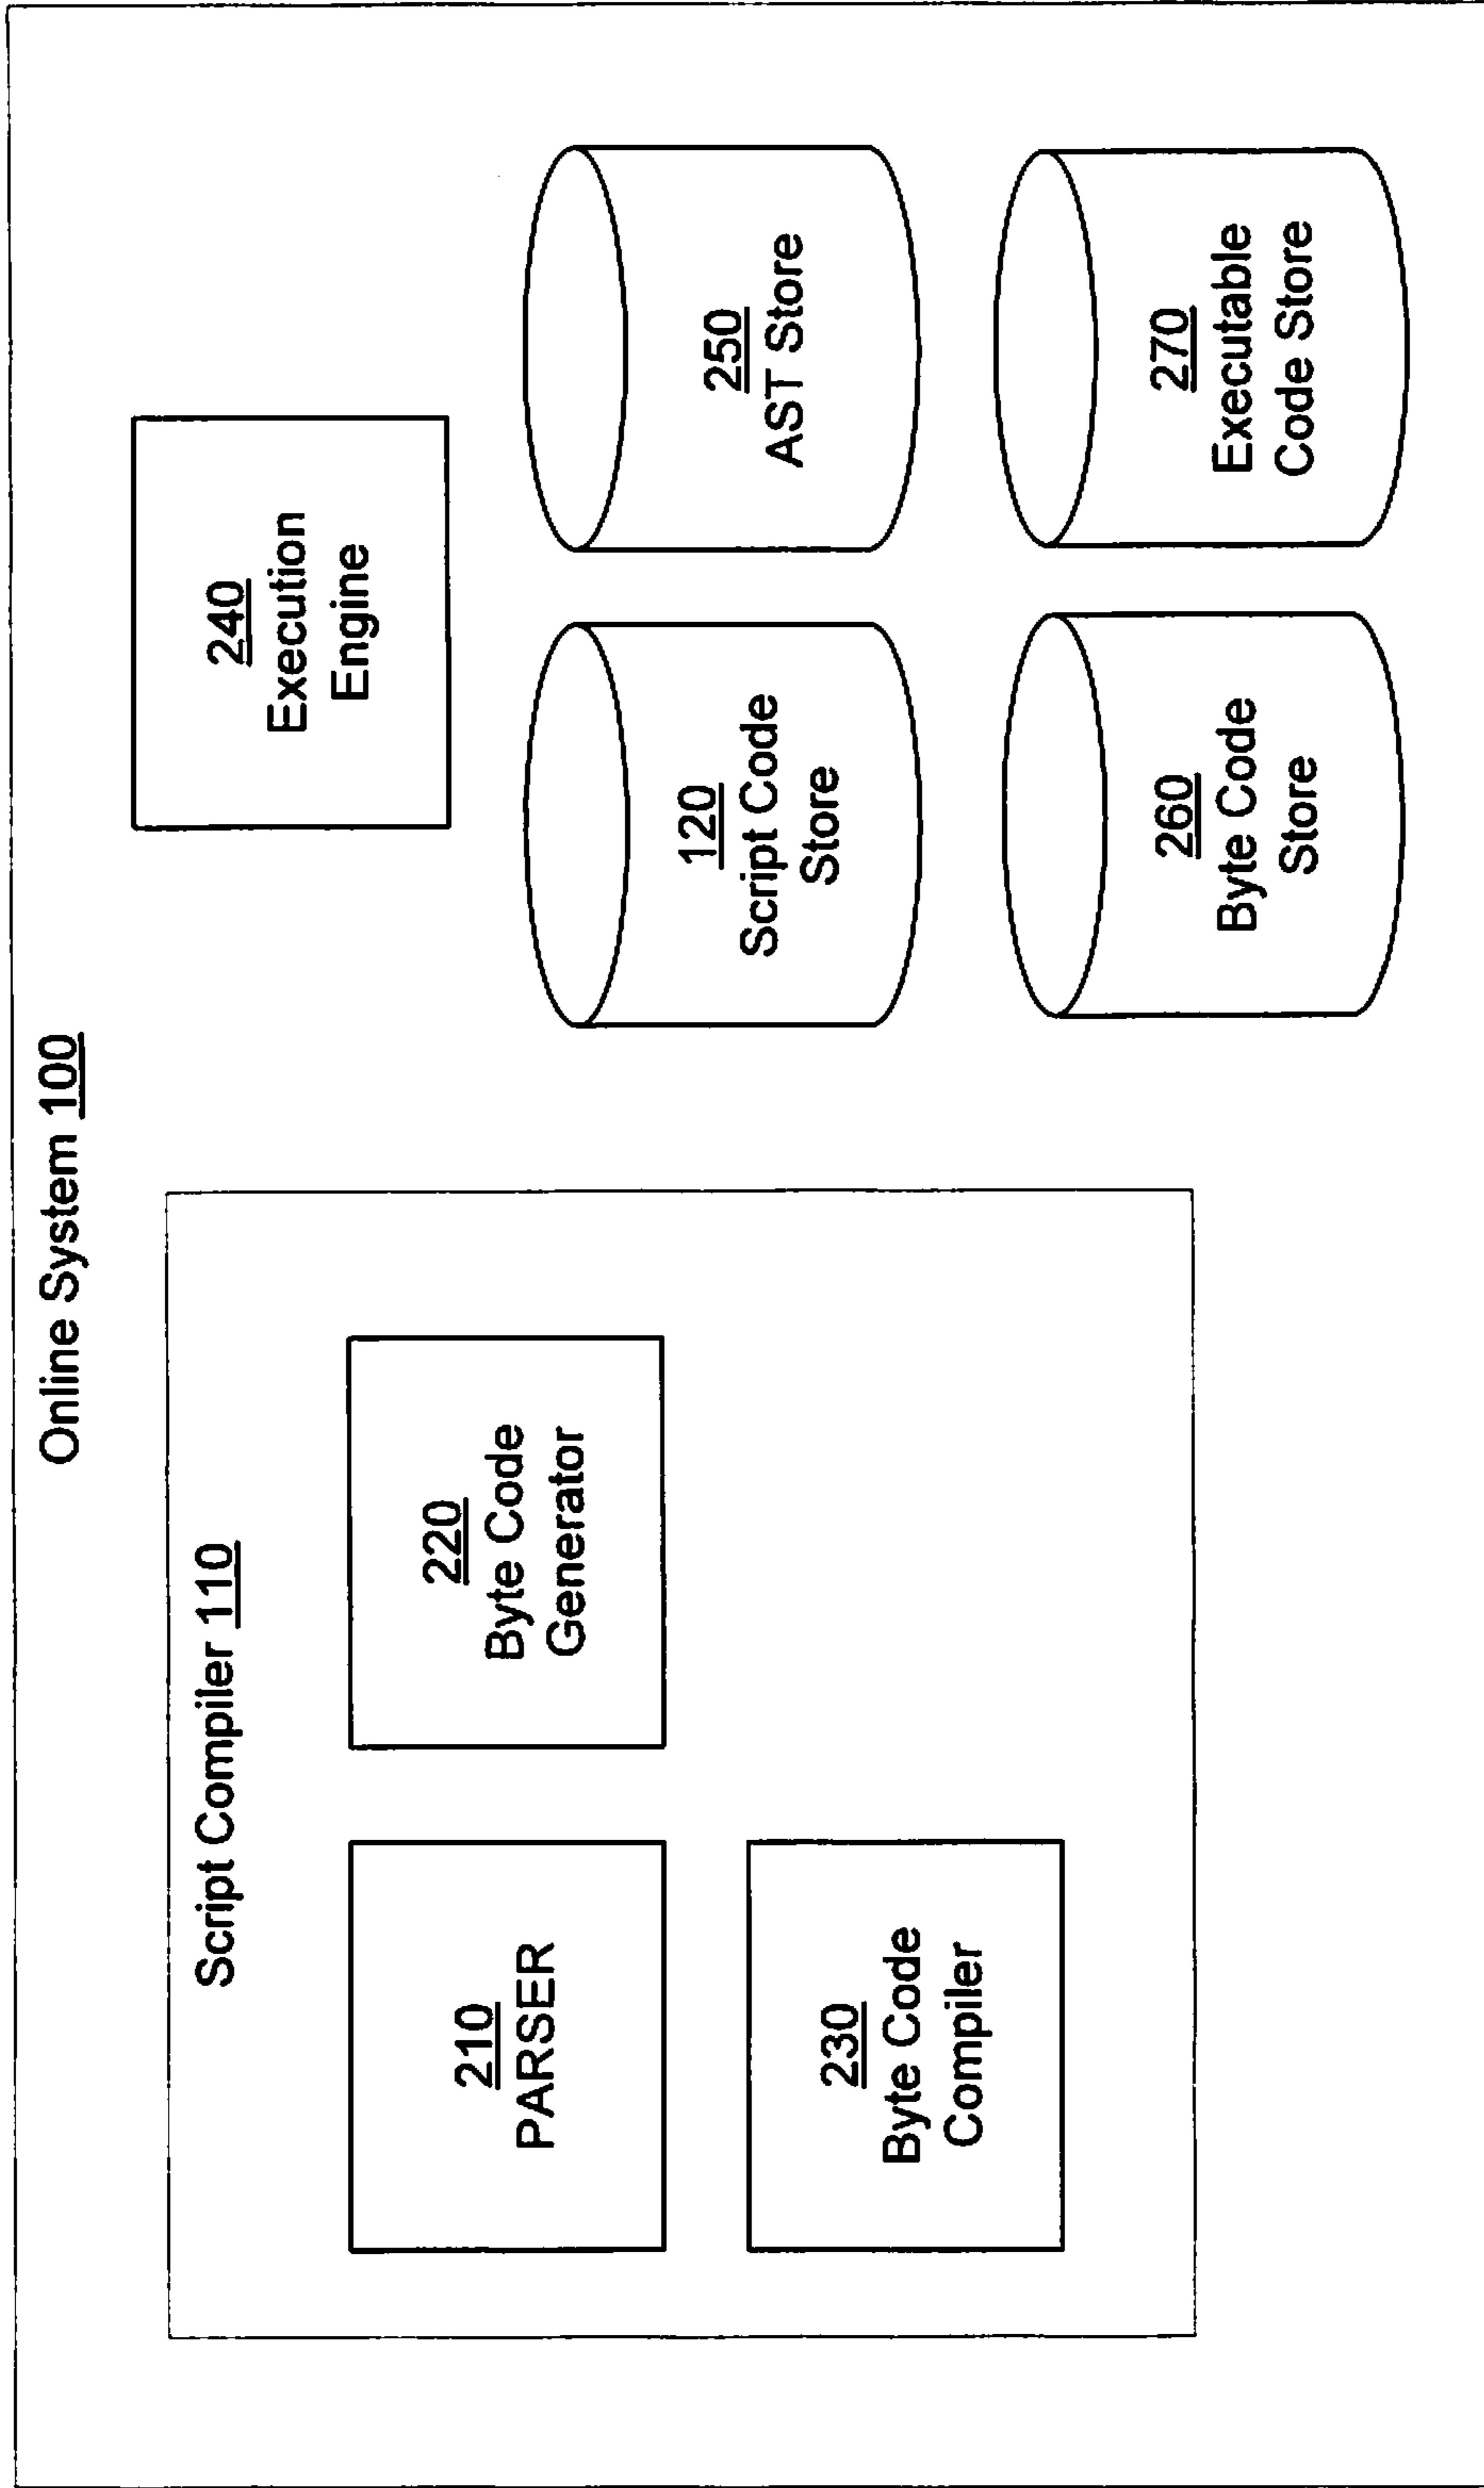 Online System 100
Script Compiler 110
210
PARSER
220
Byte Code
Generator
230
Byte Code
Compiler
240
Execution
Engine
120
Script Code
Store
250
AST Store
260
Byte Code
Store
270
Executable
Code Store